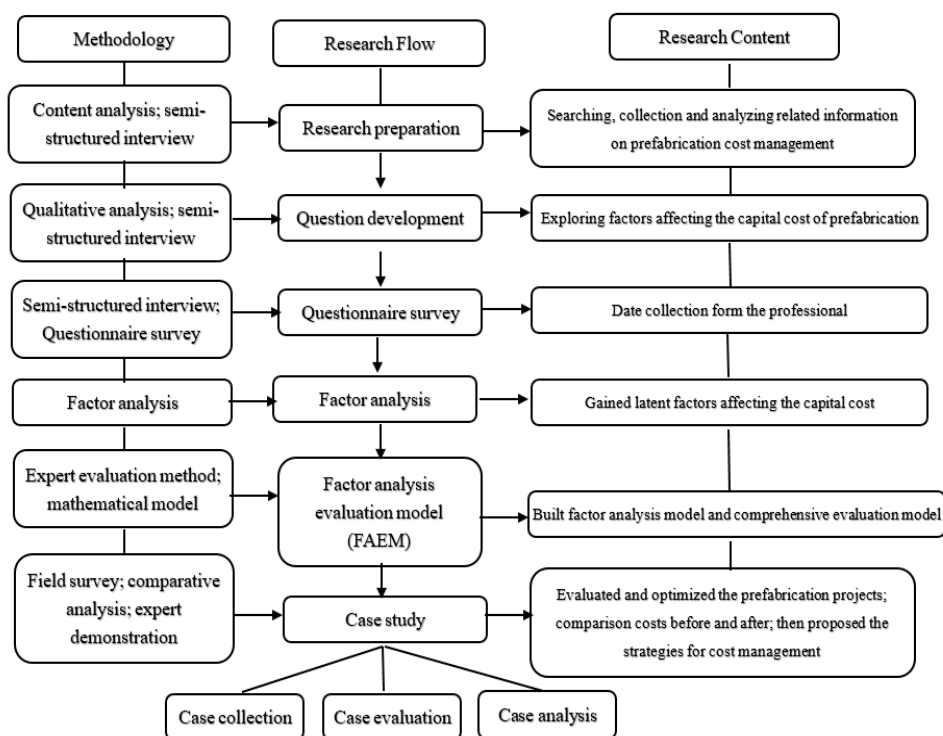 Methodology
Research Flow
Research Content
Content analysis; semi-
structured interview
Research preparation
Searching, collection and analyzing related information
on prefabrication cost management
Qualitative analysis; semi-
structured interview
Question development
Exploring factors affecting the capital cost of prefabrication
Semi-structured interview;
Questionnaire survey
Questionnaire survey
Date collection form the professional
Factor analysis
Factor analysis
Gained latent factors affecting the capital cost
Expert evaluation method;
mathematical model
Factor analysis
evaluation model
(FAEM)
Built factor analysis model and comprehensive evaluation model
Field survey; comparative
analysis; expert
demonstration
Case study
Evaluated and optimized the prefabrication projects;
comparison costs before and after; then proposed the
strategies for cost management
Case collection
Case evaluation
Case analysis